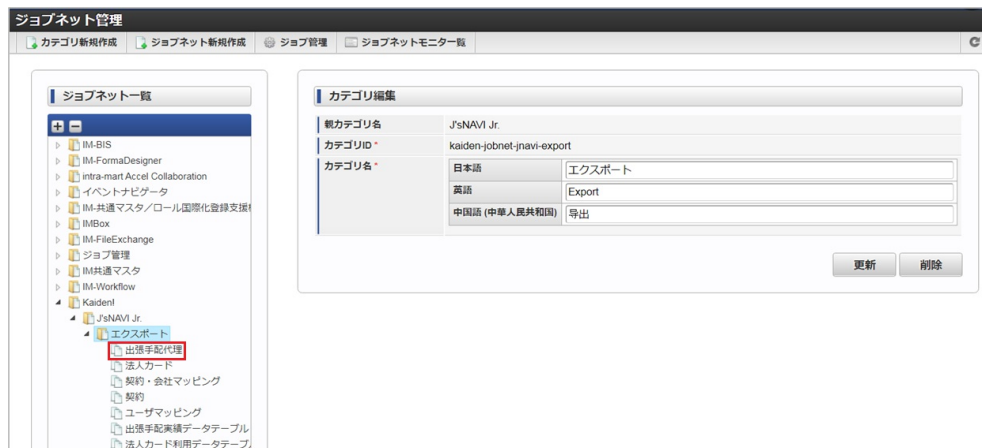 ジョブネット管理
カテゴリ新規作成 ジョブネット新規作成 ジョブ管理 ジョブネットモニター覧
ジョブネット一覧
IM-BIS
IM-FormaDesigner
intra-mart Accel Collaboration
イベントナビゲータ
IM-共通マスタ／ロール国際化登録支援
IMBox
IM-FileExchange
ジョブ管理
IM共通マスタ
IM-Workflow
Kaiden!
J'sNAVI Jr.
エクスポート
出張手配代理
法人カード
契約・会社マッピング
契約
ユーザマッピング
出張手配実績データテーブル
法人カード利用データテーブ
カテゴリ編集
親カテゴリ名 J'sNAVI Jr.
カテゴリID * kaiden-jobnet-jnavi-export
カテゴリ名 * 日本語 エクスポート
英語 Export
中国語 (中華人民共和国) 导出
更新 削除